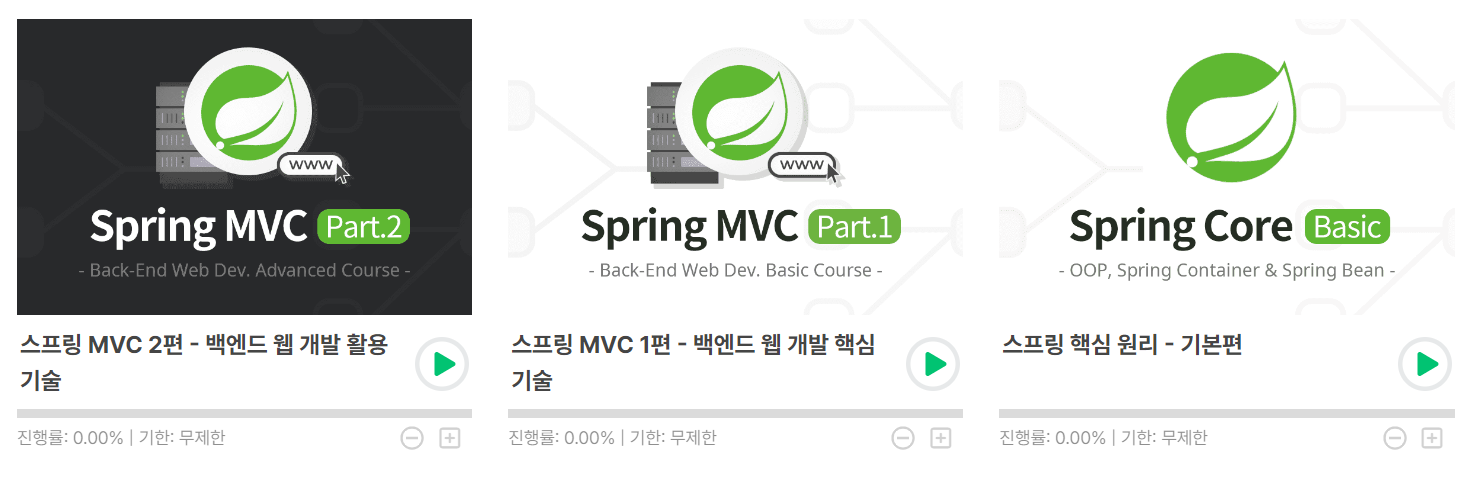 www
Spring MVC Part.2
- Back-End Web Dev. Advanced Course -
스프링 MVC 2편 - 백엔드 웹 개발 활용
기술
진행률: 0.00% | 기한: 무제한
www
Spring MVC Part.1
- Back-End Web Dev. Basic Course -
스프링 MVC 1편 - 백엔드 웹 개발 핵심
기술
진행률: 0.00% | 기한: 무제한
Spring Core Basic
- OOP, Spring Container & Spring Bean -
스프링 핵심 원리 - 기본편
진행률: 0.00% | 기한: 무제한